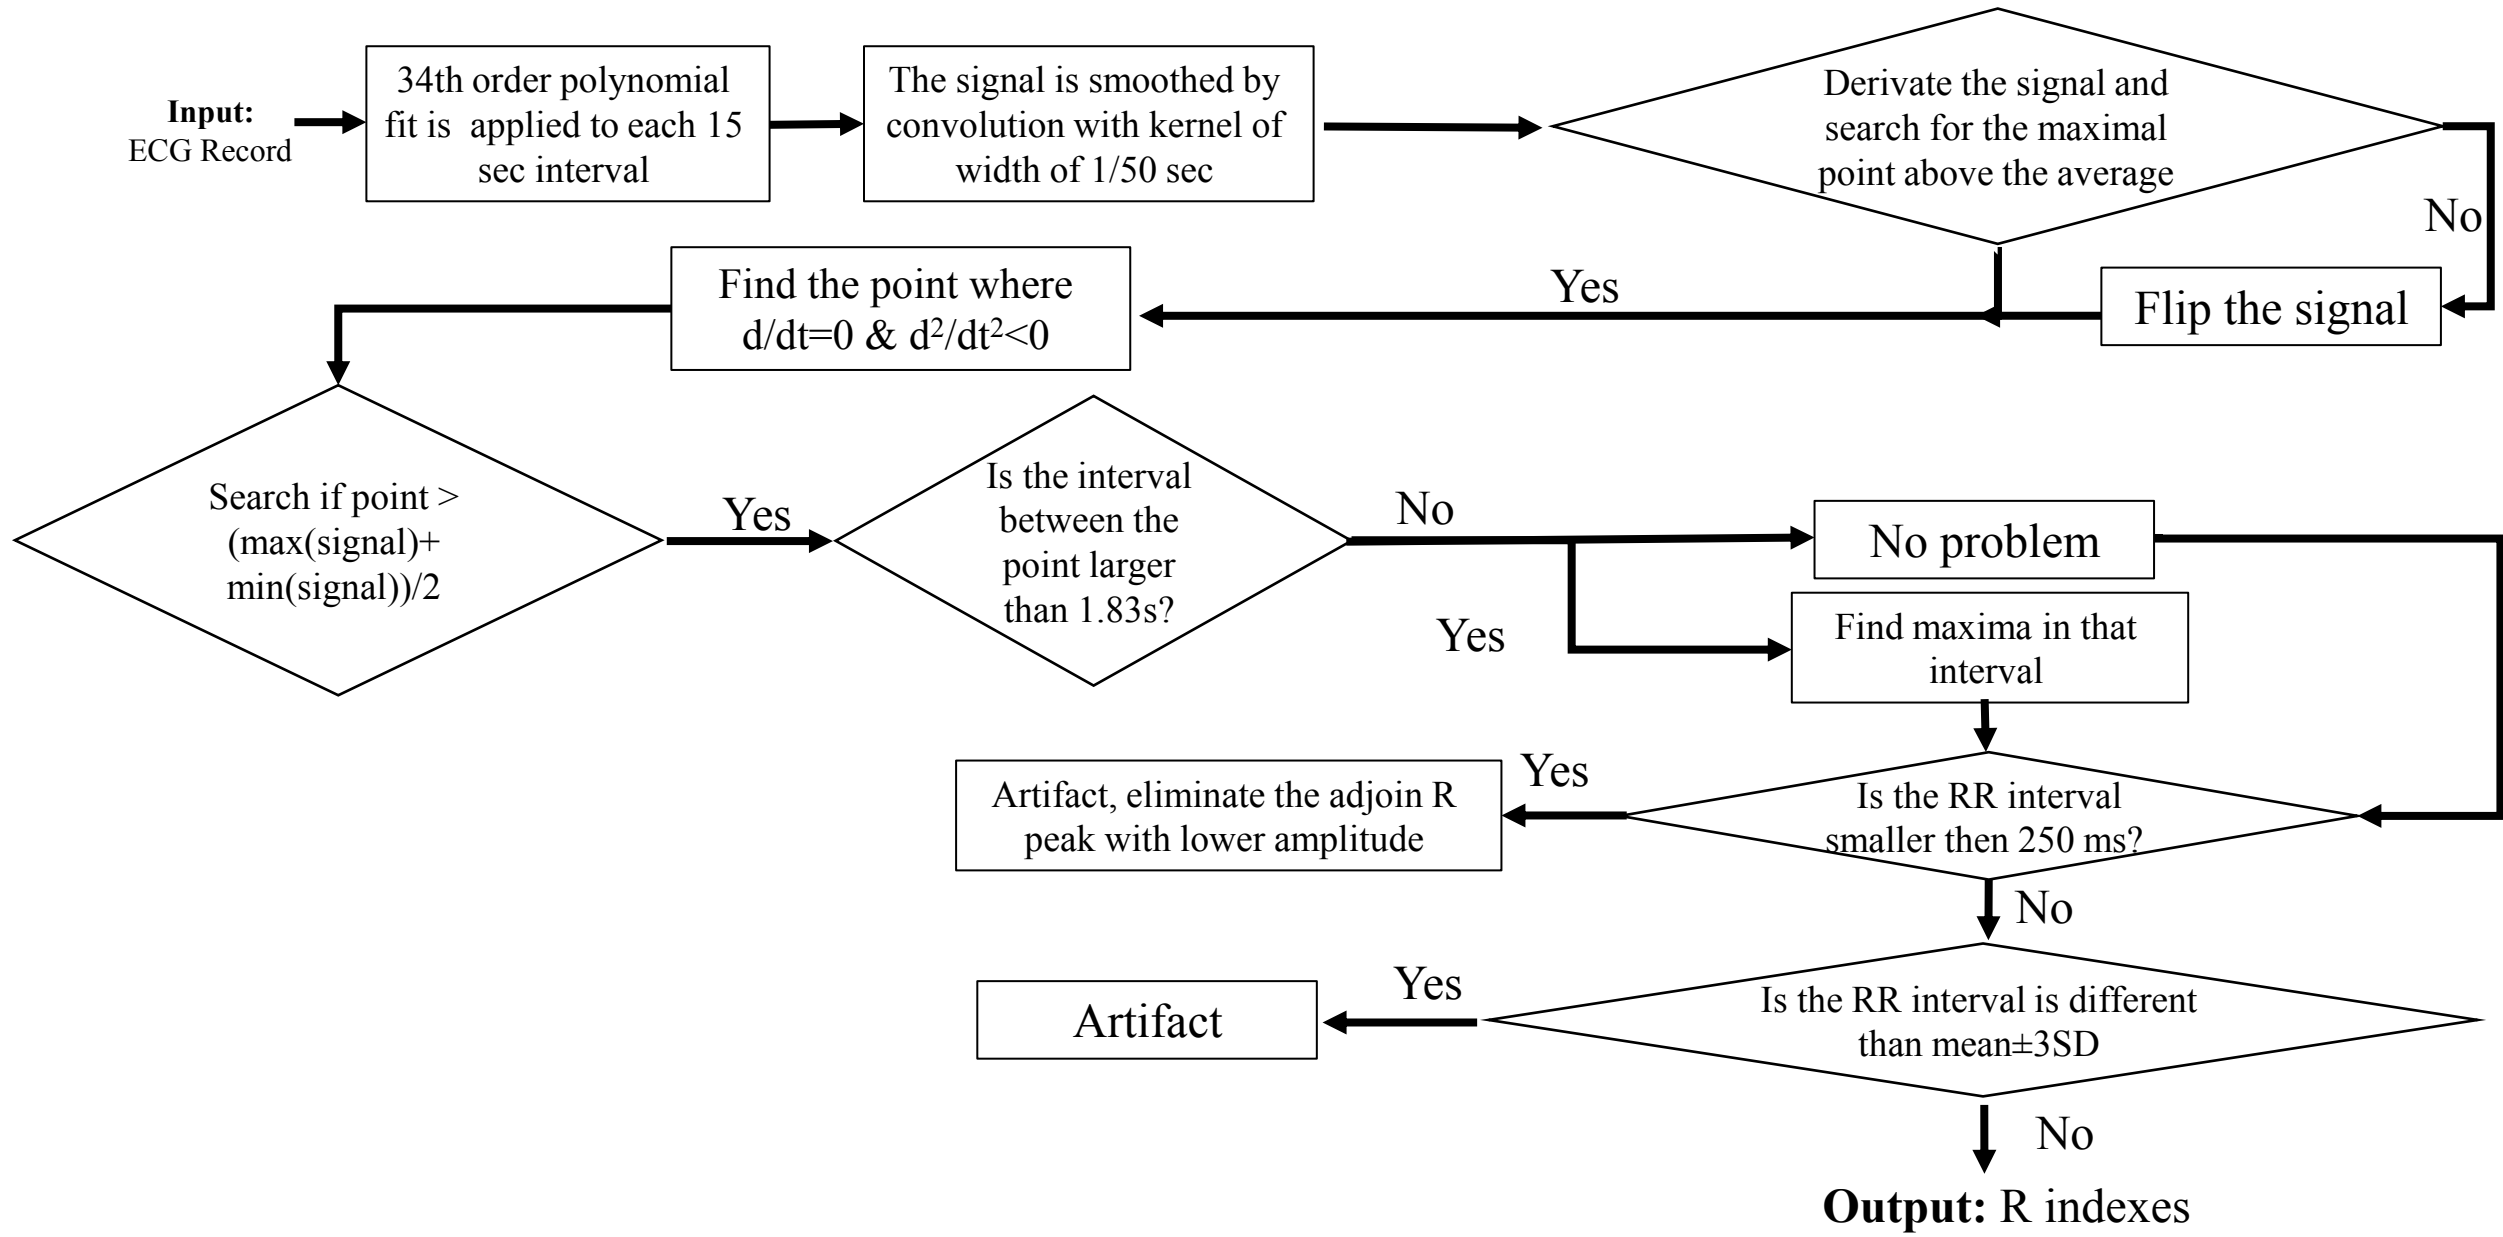 Input:
ECG Record
34th order polynomial
fit is applied to each 15
sec interval
The signal is smoothed by
convolution with kernel of
width of 1/50 sec
Derivate the signal and
search for the maximal
point above the average
No
Flip the signal
Yes
Find the point where
d/dt=0 & d²/dt²<0
Search if point >
(max(signal)+
min(signal))/2
Yes
Is the interval
between the
point larger
than 1.83s?
No
No problem
Yes
Find maxima in that
interval
Is the RR interval
smaller then 250 ms?
Yes
Artifact, eliminate the adjoin R
peak with lower amplitude
No
Is the RR interval is different
than mean±3SD
Yes
Artifact
No
Output: R indexes